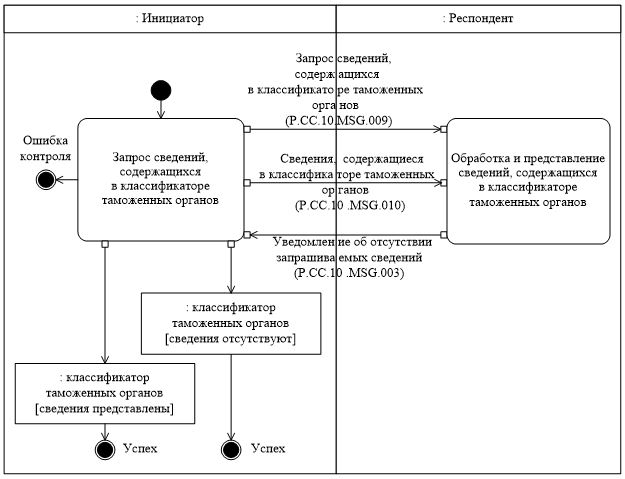 : Инициатор
: Респондент
Запрос сведений,
содержащихся
в классификаторе таможенных
органов
(P.CC.10.MSG.009)
Ошибка
контроля
Запрос сведений,
содержащихся
в классификаторе
таможенных органов
Сведения, содержащиеся
в классификаторе таможенных
органов
(P.CC.10 .MSG.010)
Обработка и представление
сведений, содержащихся
в классификаторе
таможенных органов
Уведомление об отсутствии
запрашиваемых сведений
(P.CC.10 .MSG.003)
: классификатор
таможенных органов
[сведения отсутствуют]
: классификатор
таможенных органов
[сведения представлены]
Успех
Успех